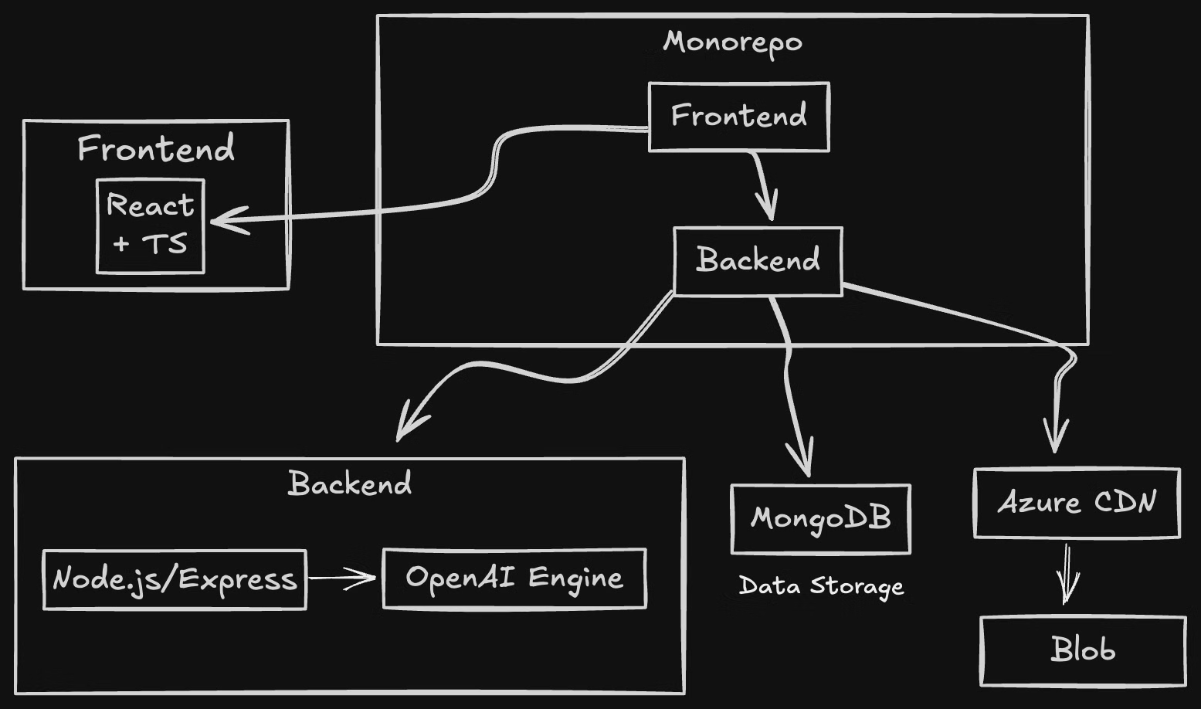 Monorepo
Frontend
Frontend
React
+ TS
Backend
Backend
Node.js/Express
OpenAI Engine
MongoDB
Data Storage
Azure CDN
Blob